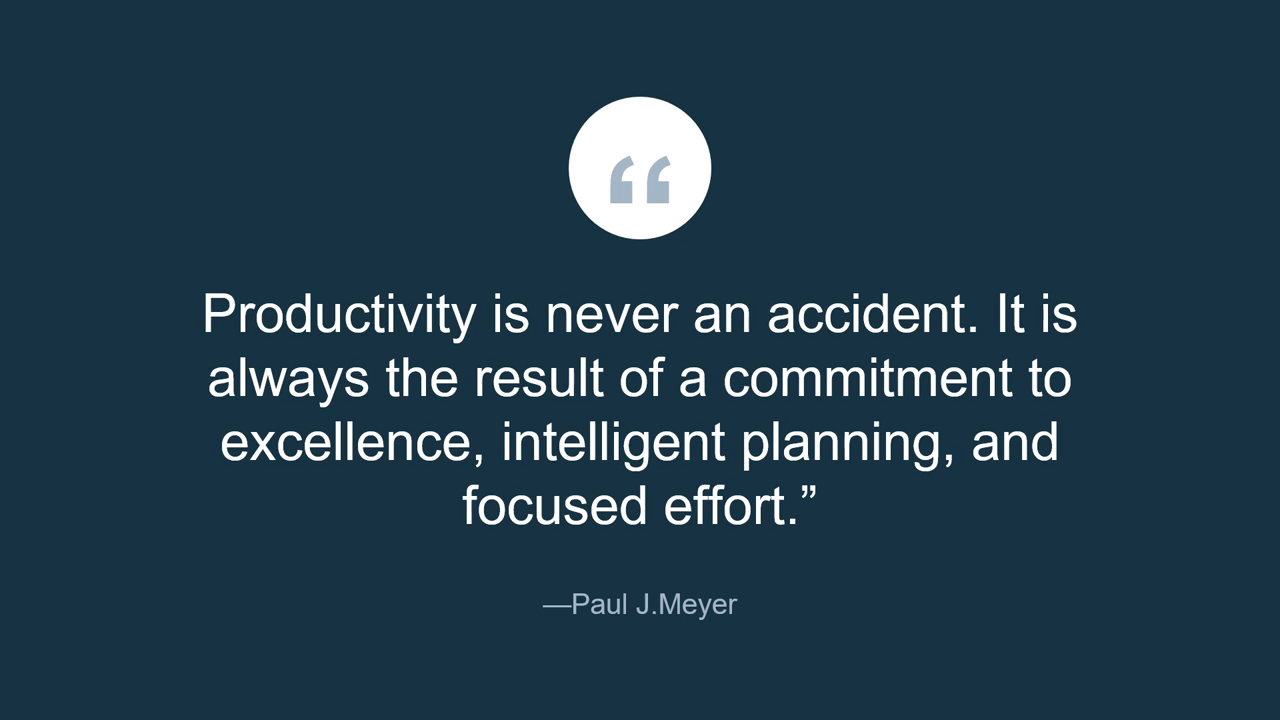 “
Productivity is never an accident. It is
always the result of a commitment to
excellence, intelligent planning, and
focused effort.”
—Paul J.Meyer